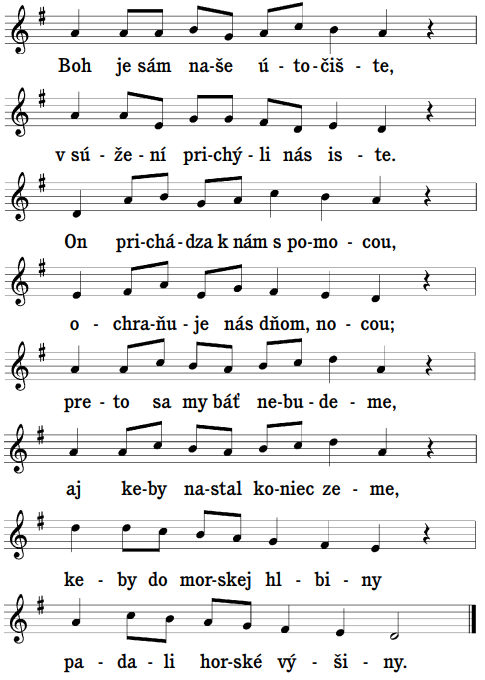 Boh je sám na-še ú-to-čiš-te,
v sú-že-ní pri-chý-li nás is-te.
On pri-chá-dza k nám s po-mo-cou,
o-chra-ňu-je nás dňom, no-cou;
pre-to sa my báť ne-bu-de-me,
aj ke-by na-stal ko-niec ze-me,
ke-by do mor-skej hl-bi-ny
pa-da-li hor-ské vý-ši-ny.